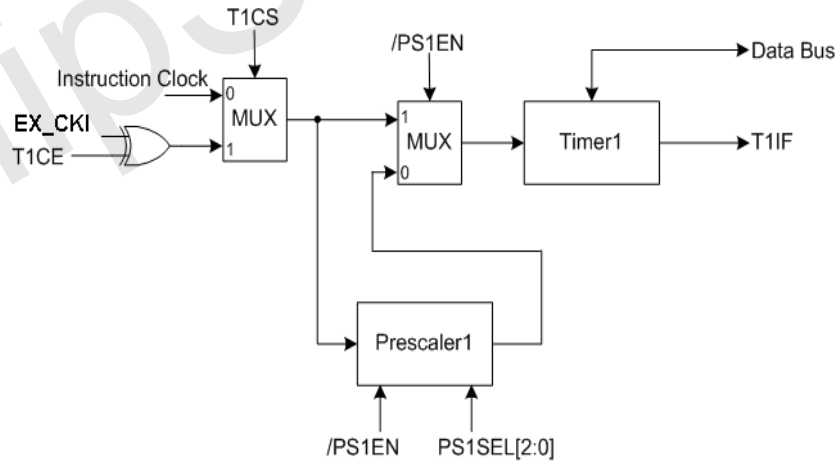 T1CS
/PS1EN
Data Bus
Instruction Clock
0
MUX
EX_CKI
T1CE
1
1
MUX
0
Timer1
T1IF
Prescaler1
/PS1EN
PS1SEL[2:0]